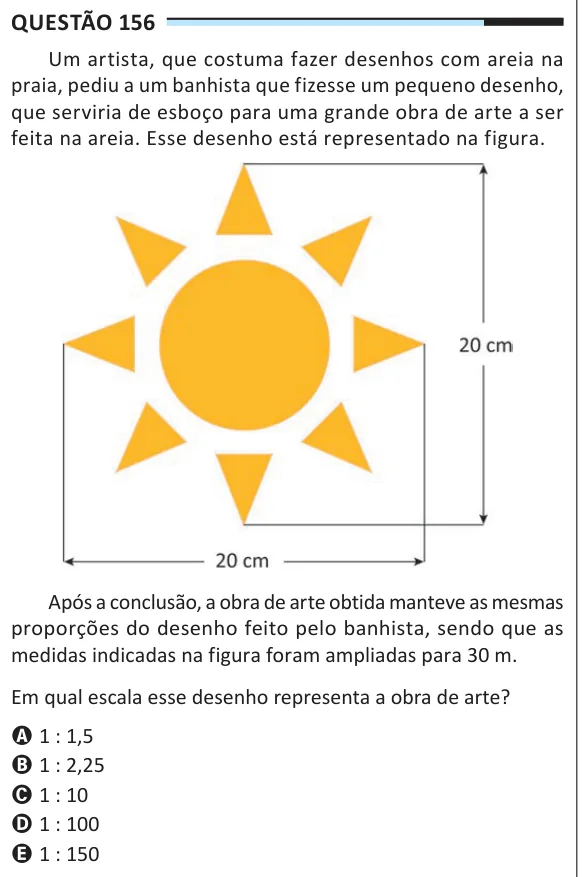 QUESTÃO 156
Um artista, que costuma fazer desenhos com areia na
praia, pediu a um banhista que fizesse um pequeno desenho,
que serviria de esboço para uma grande obra de arte a ser
feita na areia. Esse desenho está representado na figura.
20 cm
20 cm
Após a conclusão, a obra de arte obtida manteve as mesmas
proporções do desenho feito pelo banhista, sendo que as
medidas indicadas na figura foram ampliadas para 30 m.
Em qual escala esse desenho representa a obra de arte?
A 1 : 1,5
B 1 : 2,25
C 1 : 10
D 1 : 100
E 1 : 150